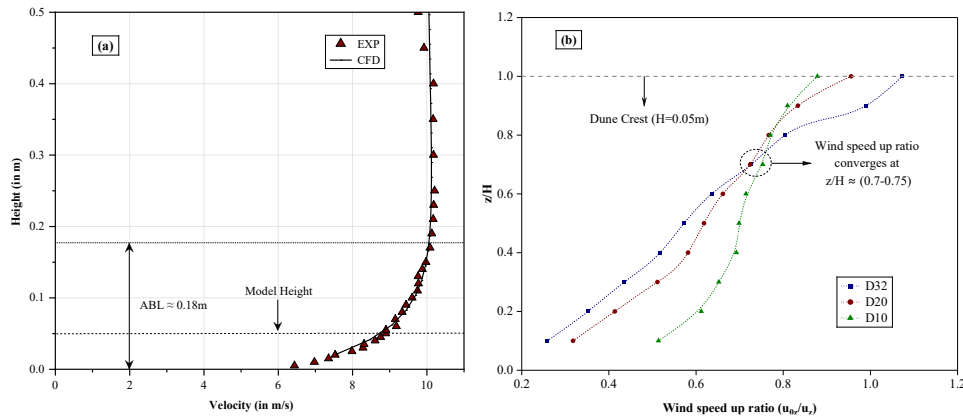 (a)
EXP
CFD
0.5
0.4
0.3
0.2
0.1
0.0
Height (in m)
ABL ≈ 0.18m
Model Height
0 2 4 6 8 10
Velocity (in m/s)
(b)
1.2
1.0
0.8
0.6
0.4
0.2
0.0
z/H
Dune Crest (H=0.05m)
Wind speed up ratio
converges at
z/H ≈ (0.7-0.75)
D32
D20
D10
0.2 0.4 0.6 0.8 1.0 1.2
Wind speed up ratio (u0z/uz)